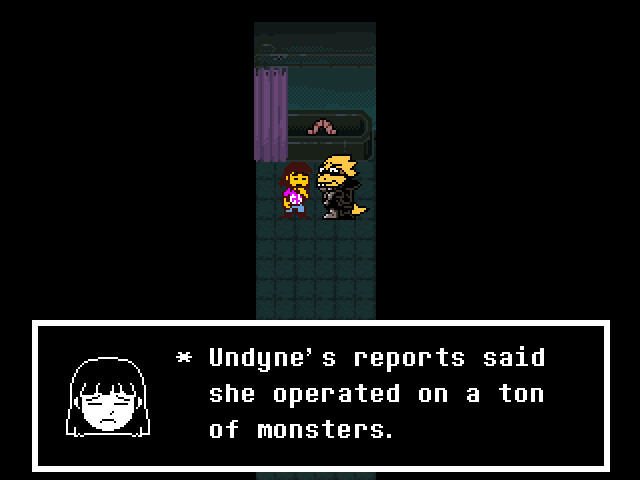 * Undyne's reports said
she operated on a ton
of monsters.